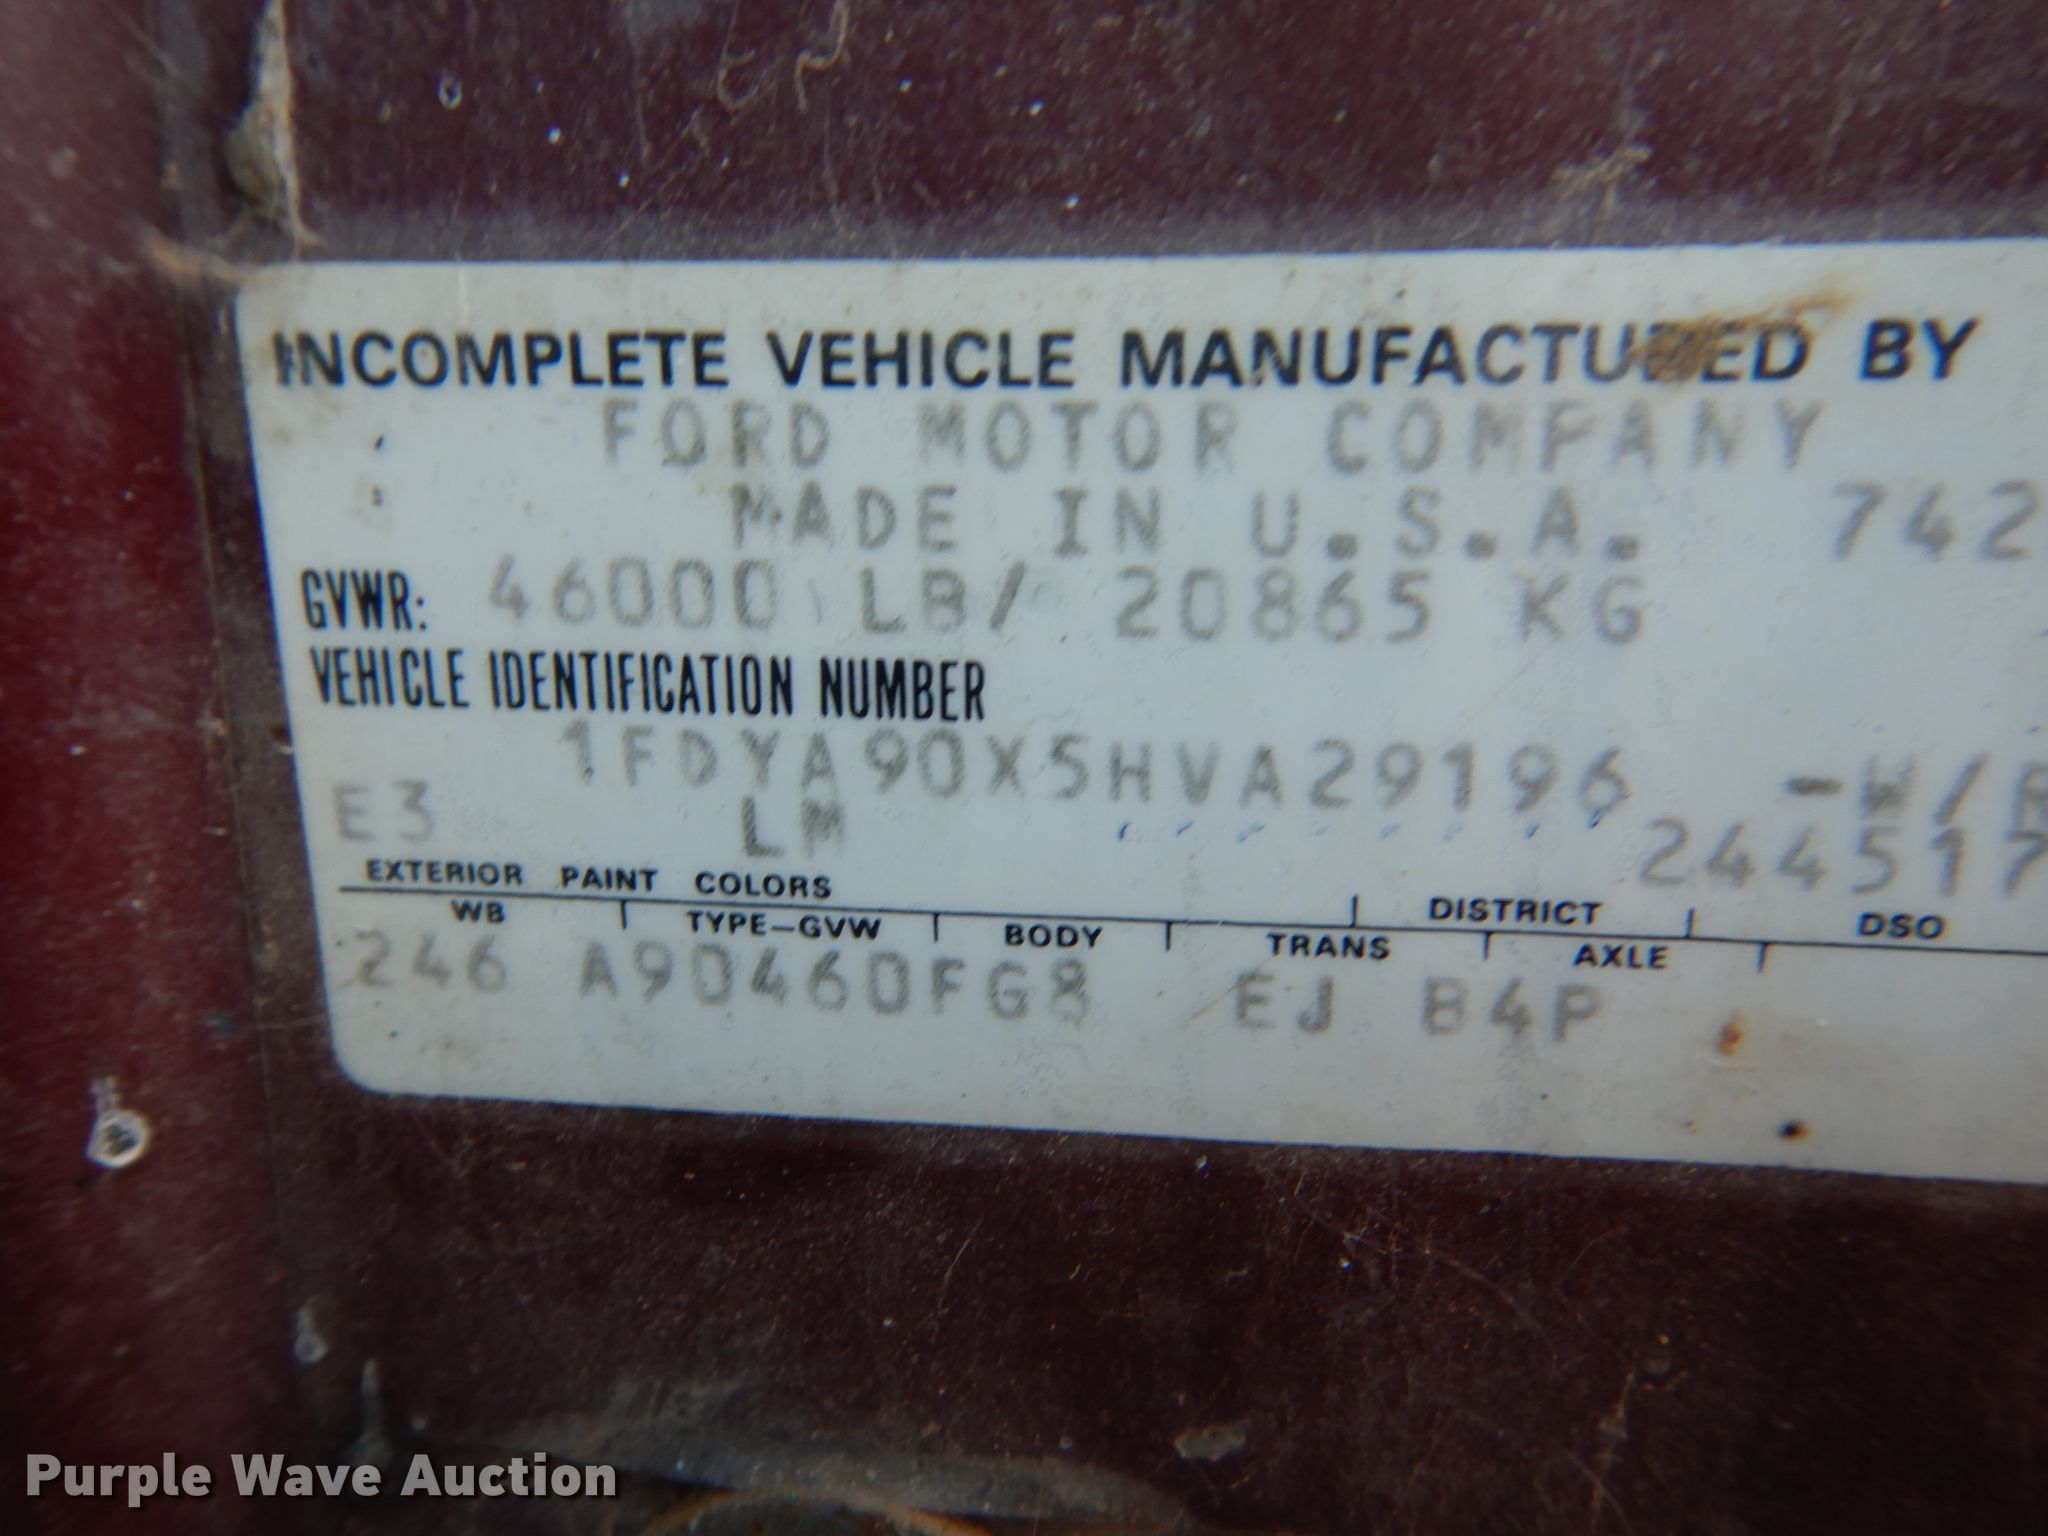 INCOMPLETE VEHICLE MANUFACTURED BY
FORD MOTOR COMPANY
MADE IN U.S.A. 742
GVWR: 46000 LB/ 20865 KG
VEHICLE IDENTIFICATION NUMBER
1FDYA90X5HVA29196 -W/R
E3 LM 244517
EXTERIOR PAINT COLORS DISTRICT DSO
WB TYPE-GVW BODY TRANS AXLE
246 A90460FG8 EJ B4P
Purple Wave Auction